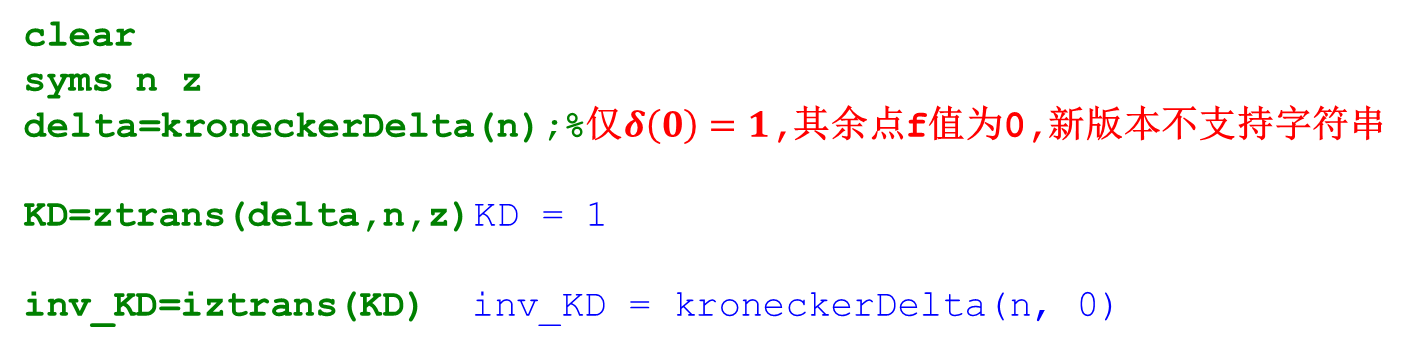 clear
syms n z
delta=kroneckerDelta(n);%仅δ(0) = 1,其余点f值为0,新版本不支持字符串
KD=ztrans(delta,n,z) KD = 1
inv_KD=iztrans(KD) inv_KD = kroneckerDelta(n, 0)